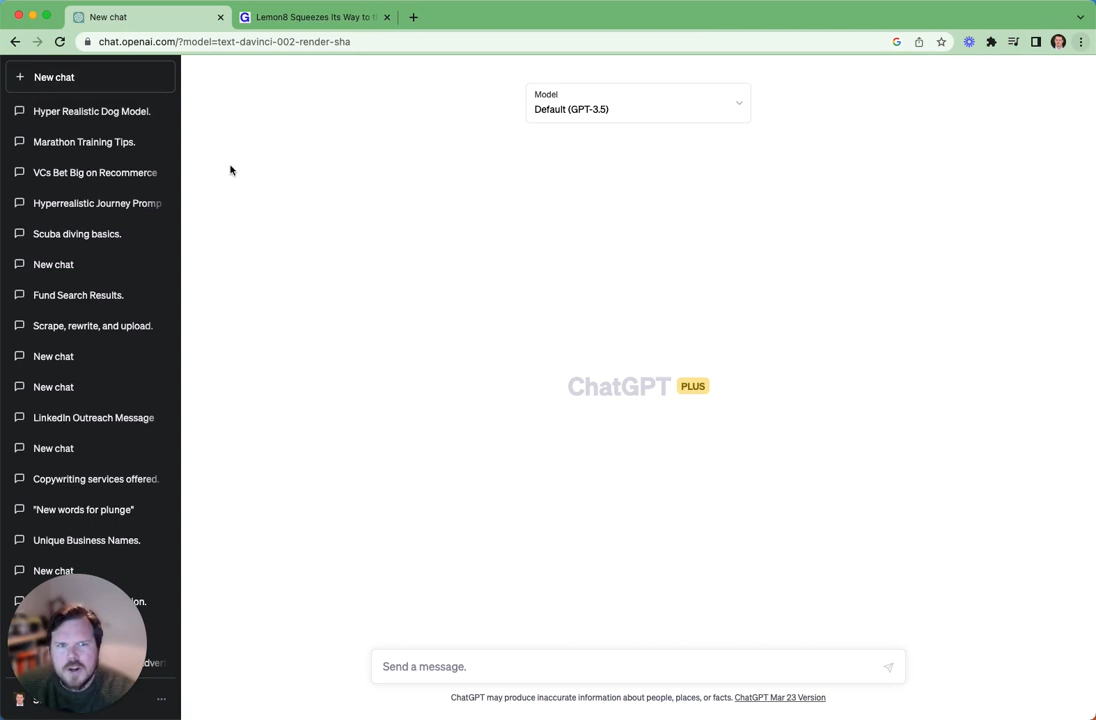 New chat
Lemon8 Squeezes Its Way to t
chat.openai.com/?model=text-davinci-002-render-sha
New chat
Hyper Realistic Dog Model.
Marathon Training Tips.
VCs Bet Big on Recommerce
Hyperrealistic Journey Promp
Scuba diving basics.
New chat
Fund Search Results.
Scrape, rewrite, and upload.
New chat
New chat
LinkedIn Outreach Message
New chat
Copywriting services offered.
"New words for plunge"
Unique Business Names.
New chat
Model
Default (GPT-3.5)
ChatGPT PLUS
Send a message.
ChatGPT may produce inaccurate information about people, places, or facts. ChatGPT Mar 23 Version